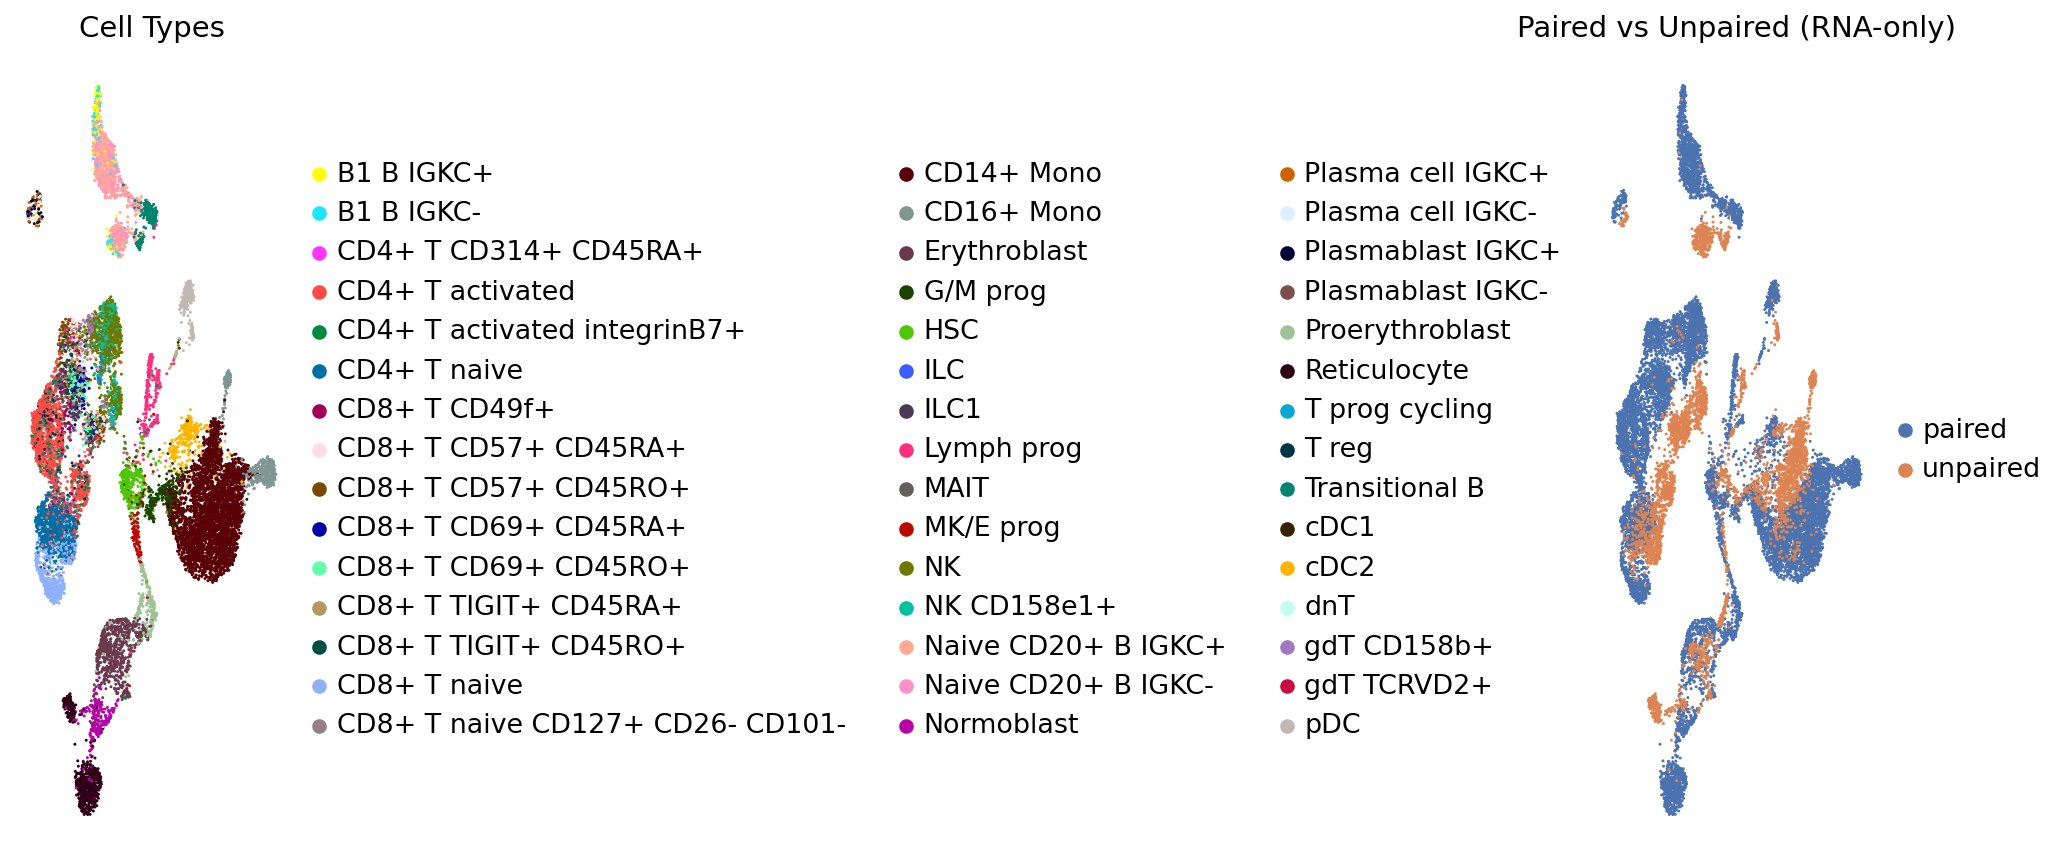 Cell Types
B1 B IGKC+
B1 B IGKC-
CD4+ T CD314+ CD45RA+
CD4+ T activated
CD4+ T activated integrinB7+
CD4+ T naive
CD8+ T CD49f+
CD8+ T CD57+ CD45RA+
CD8+ T CD57+ CD45RO+
CD8+ T CD69+ CD45RA+
CD8+ T CD69+ CD45RO+
CD8+ T TIGIT+ CD45RA+
CD8+ T TIGIT+ CD45RO+
CD8+ T naive
CD8+ T naive CD127+ CD26- CD101-
CD14+ Mono
CD16+ Mono
Erythroblast
G/M prog
HSC
ILC
ILC1
Lymph prog
MAIT
MK/E prog
NK
NK CD158e1+
Naive CD20+ B IGKC+
Naive CD20+ B IGKC-
Normoblast
Plasma cell IGKC+
Plasma cell IGKC-
Plasmablast IGKC+
Plasmablast IGKC-
Proerythroblast
Reticulocyte
T prog cycling
T reg
Transitional B
cDC1
cDC2
dnT
gdT CD158b+
gdT TCRVD2+
pDC
Paired vs Unpaired (RNA-only)
paired
unpaired